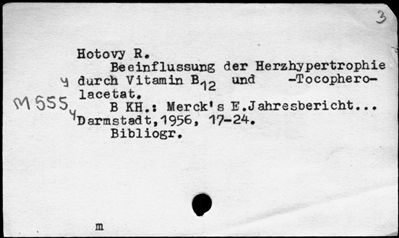 3
Hotovy R.
Beeinflussung der Herzhypertrophie
y durch Vitamin B12 und -Tocophero-
lacetat.
M 555 y
B KH.: Merck's E.Jahresbericht...
Darmstadt,1956, 17-24.
Bibliogr.
m